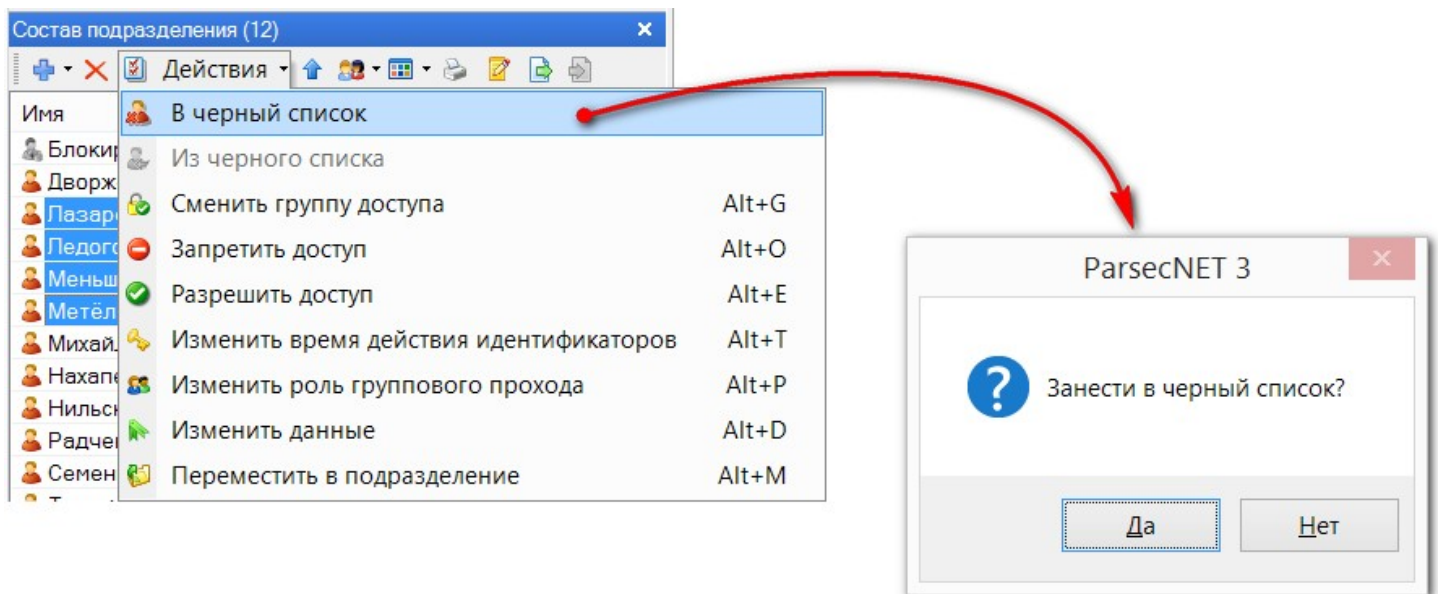 Состав подразделения (12)
Действия
Имя
В черный список
Из черного списка
Сменить группу доступа Alt+G
Запретить доступ Alt+O
Разрешить доступ Alt+E
Изменить время действия идентификаторов Alt+T
Изменить роль группового прохода Alt+P
Изменить данные Alt+D
Переместить в подразделение Alt+M
Блокир
Дворж
Лазар
Ледог
Меньш
Метёл
Михай
Нахап
Нильс
Радче
Семен
ParsecNET 3
Занести в черный список?
Да
Нет